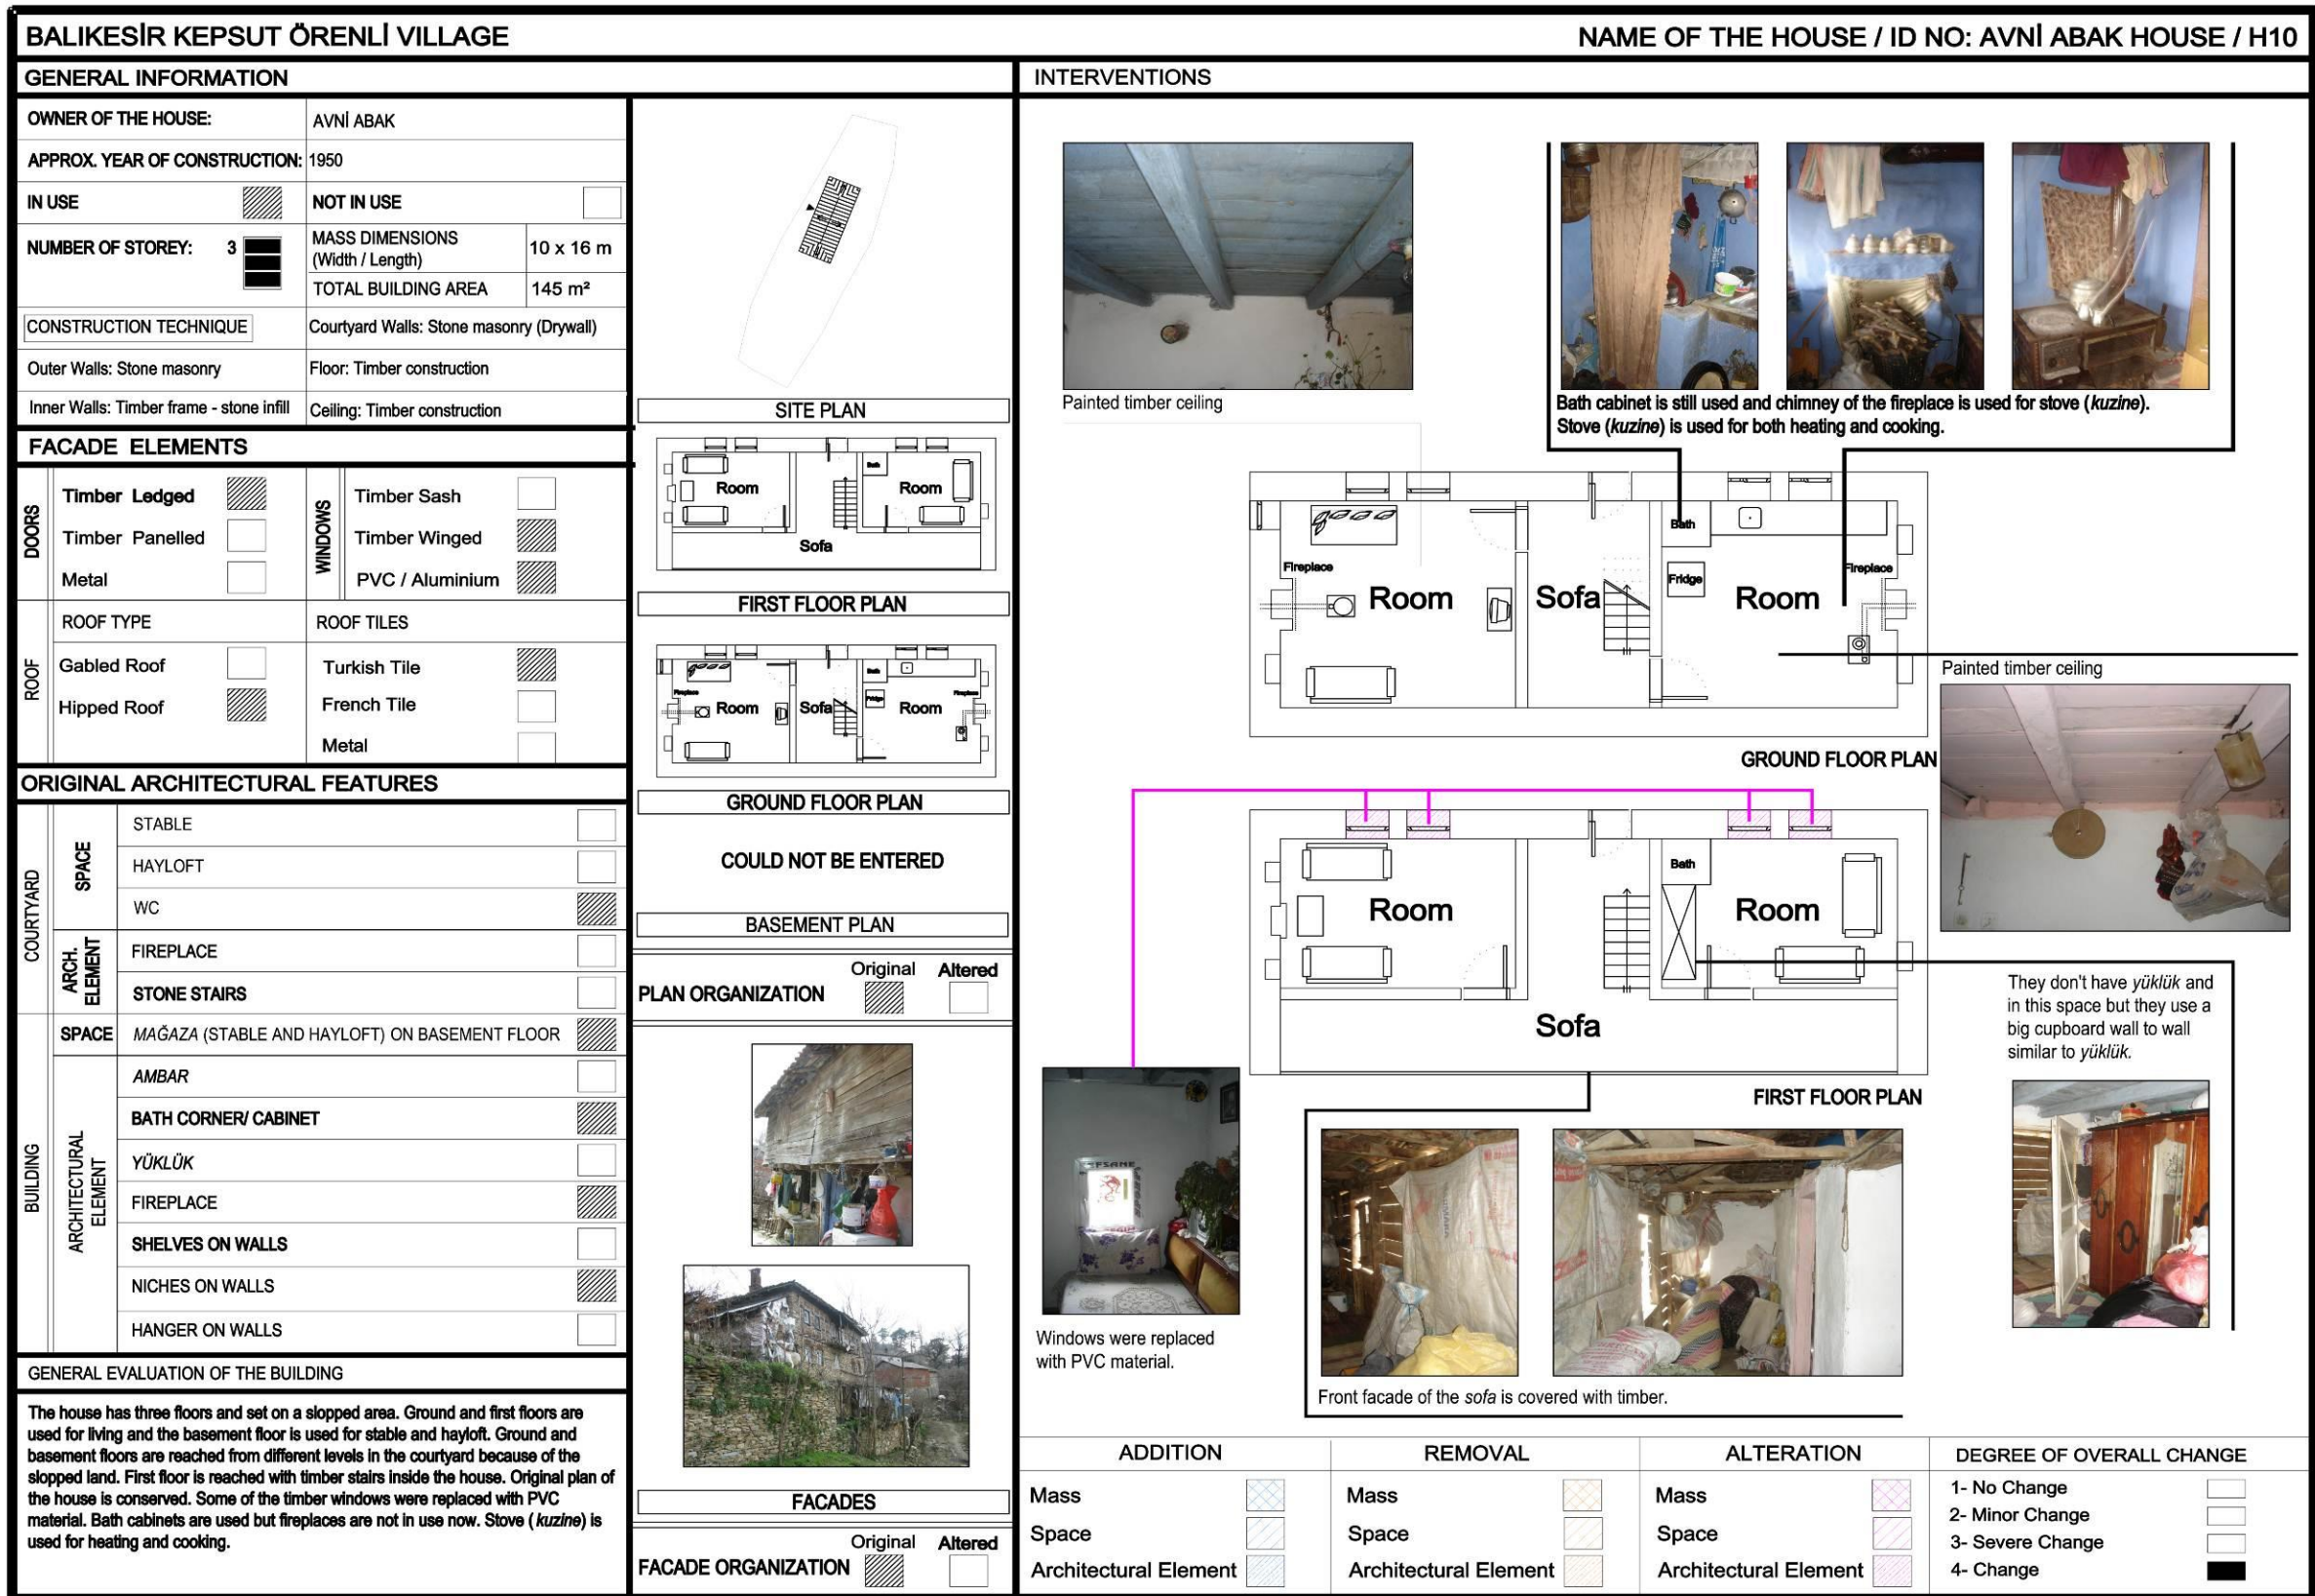 BALIKESİR KEPSUT ÖRENLİ VILLAGE
NAME OF THE HOUSE / ID NO: AVNİ ABAK HOUSE / H10
GENERAL INFORMATION
OWNER OF THE HOUSE:
AVNİ ABAK
APPROX. YEAR OF CONSTRUCTION:
1950
IN USE
NOT IN USE
NUMBER OF STOREY:
3
MASS DIMENSIONS
(Width / Length)
10 x 16 m
TOTAL BUILDING AREA
145 m²
CONSTRUCTION TECHNIQUE
Courtyard Walls: Stone masonry (Drywall)
Outer Walls: Stone masonry
Floor: Timber construction
Inner Walls: Timber frame - stone infill
Ceiling: Timber construction
FACADE ELEMENTS
DOORS
Timber Ledged
Timber Panelled
Metal
WINDOWS
Timber Sash
Timber Winged
PVC / Aluminium
ROOF
ROOF TYPE
ROOF TILES
Gabled Roof
Turkish Tile
Hipped Roof
French Tile
Metal
ORIGINAL ARCHITECTURAL FEATURES
COURTYARD
SPACE
STABLE
HAYLOFT
WC
ARCH.
ELEMENT
FIREPLACE
STONE STAIRS
BUILDING
SPACE
MAĞAZA (STABLE AND HAYLOFT) ON BASEMENT FLOOR
ARCHITECTURAL
ELEMENT
AMBAR
BATH CORNER/ CABINET
YÜKLÜK
FIREPLACE
SHELVES ON WALLS
NICHES ON WALLS
HANGER ON WALLS
GENERAL EVALUATION OF THE BUILDING
The house has three floors and set on a slopped area. Ground and first floors are
used for living and the basement floor is used for stable and hayloft. Ground and
basement floors are reached from different levels in the courtyard because of the
slopped land. First floor is reached with timber stairs inside the house. Original plan of
the house is conserved. Some of the timber windows were replaced with PVC
material. Bath cabinets are used but fireplaces are not in use now. Stove ( kuzine) is
used for heating and cooking.
SITE PLAN
Room
Bath
Room
Sofa
FIRST FLOOR PLAN
Fireplace
Room
Sofa
Bath
Fridge
Room
Fireplace
GROUND FLOOR PLAN
COULD NOT BE ENTERED
BASEMENT PLAN
PLAN ORGANIZATION
Original
Altered
FACADES
FACADE ORGANIZATION
Original
Altered
INTERVENTIONS
Painted timber ceiling
Bath cabinet is still used and chimney of the fireplace is used for stove (kuzine).
Stove (kuzine) is used for both heating and cooking.
Fireplace
Room
Sofa
Bath
Fridge
Room
Fireplace
Painted timber ceiling
GROUND FLOOR PLAN
Room
Bath
Room
Sofa
FIRST FLOOR PLAN
They don't have yüklük and
in this space but they use a
big cupboard wall to wall
similar to yüklük.
EFSANE
Windows were replaced
with PVC material.
Front facade of the sofa is covered with timber.
ADDITION
Mass
Space
Architectural Element
REMOVAL
Mass
Space
Architectural Element
ALTERATION
Mass
Space
Architectural Element
DEGREE OF OVERALL CHANGE
1- No Change
2- Minor Change
3- Severe Change
4- Change